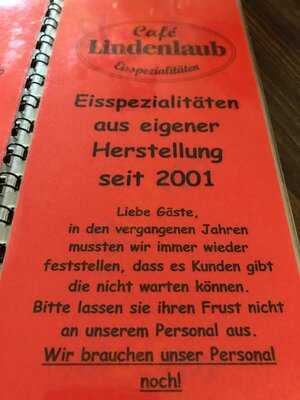 Café
Lindenlaub
Eisspezialitäten
Eisspezialitäten
aus eigener
Herstellung
seit 2001
Liebe Gäste,
in den vergangenen Jahren
mussten wir immer wieder
feststellen, dass es Kunden gibt
die nicht warten können.
Bitte lassen sie ihren Frust nicht
an unserem Personal aus.
Wir brauchen unser Personal
noch!